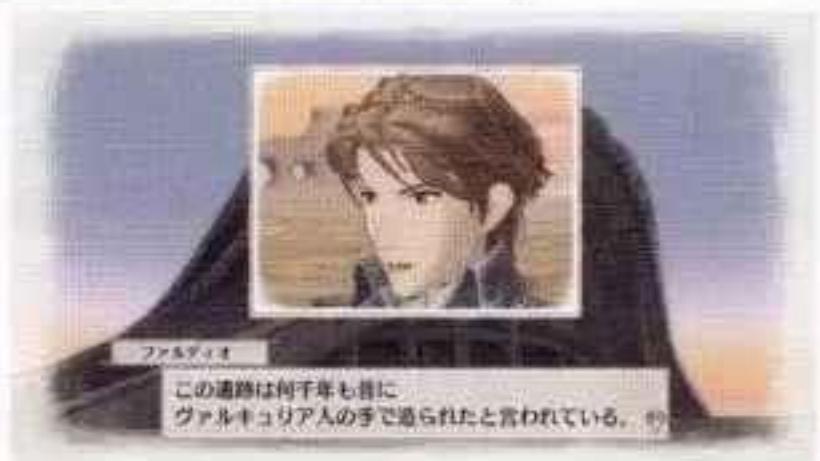 ファルディオ
この遺跡は何千年も昔に
ヴァルキュリア人の手で造られたと言われている。